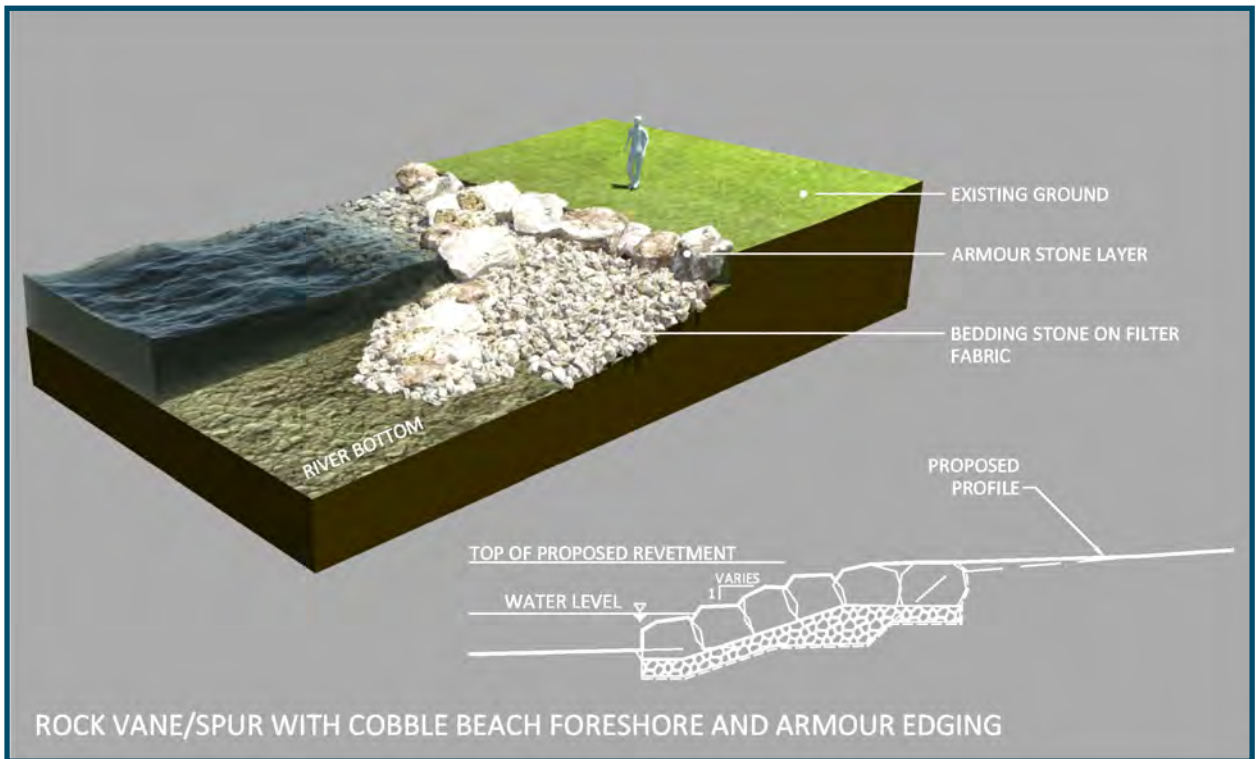 EXISTING GROUND
ARMOUR STONE LAYER
BEDDING STONE ON FILTER
FABRIC
RIVER BOTTOM
PROPOSED
PROFILE
TOP OF PROPOSED REVETMENT
VARIES
1
WATER LEVEL
ROCK VANE/SPUR WITH COBBLE BEACH FORESHORE AND ARMOUR EDGING